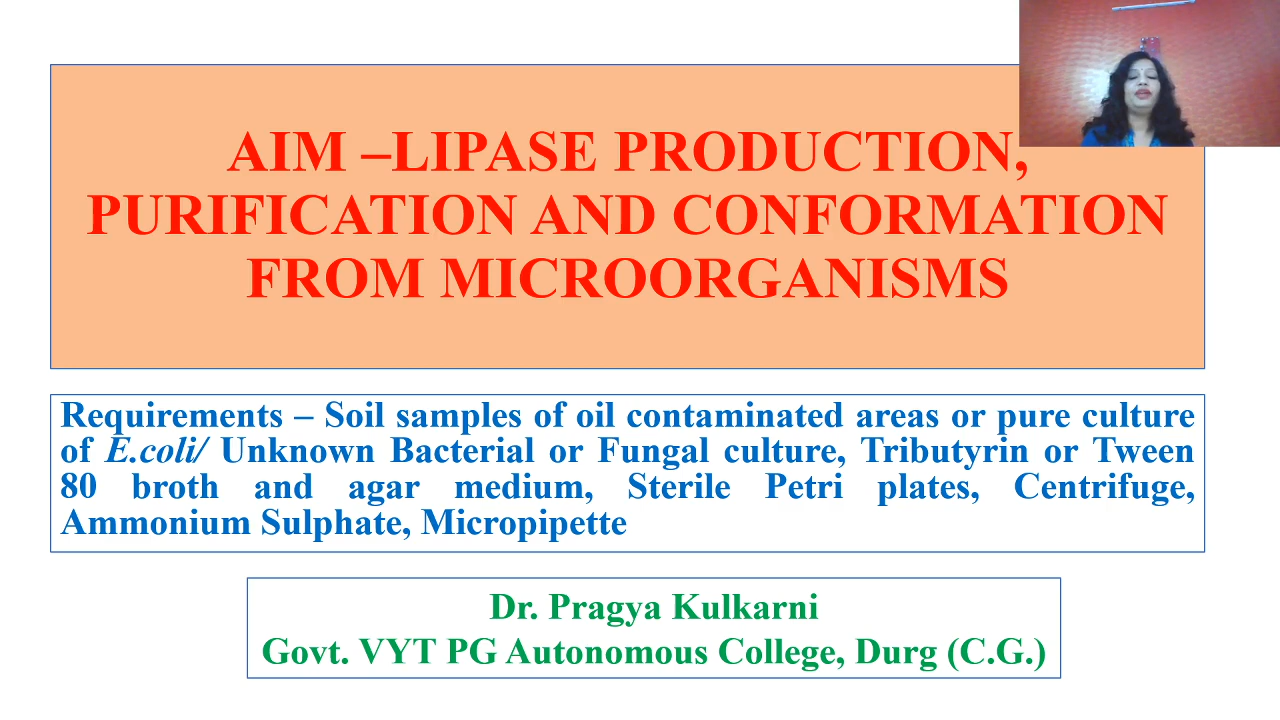 AIM –LIPASE PRODUCTION,
PURIFICATION AND CONFORMATION
FROM MICROORGANISMS
Requirements – Soil samples of oil contaminated areas or pure culture
of E.coli/ Unknown Bacterial or Fungal culture, Tributyrin or Tween
80 broth and agar medium, Sterile Petri plates, Centrifuge,
Ammonium Sulphate, Micropipette
Dr. Pragya Kulkarni
Govt. VYT PG Autonomous College, Durg (C.G.)